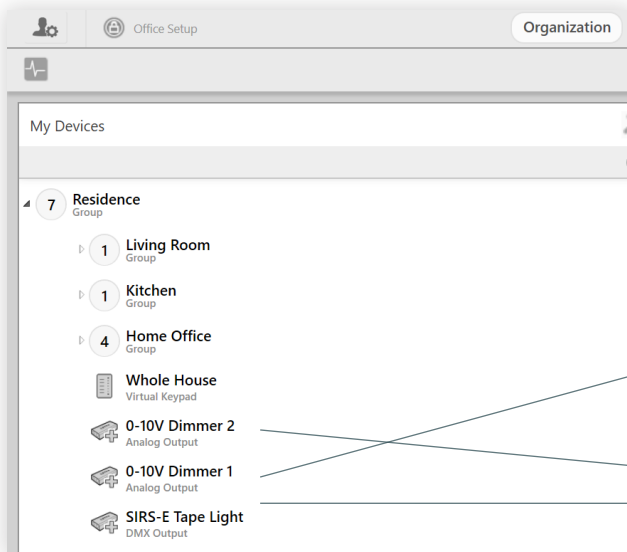 Office Setup
Organization
My Devices
7 Residence
Group
1 Living Room
Group
1 Kitchen
Group
4 Home Office
Group
Whole House
Virtual Keypad
0-10V Dimmer 2
Analog Output
0-10V Dimmer 1
Analog Output
SIRS-E Tape Light
DMX Output